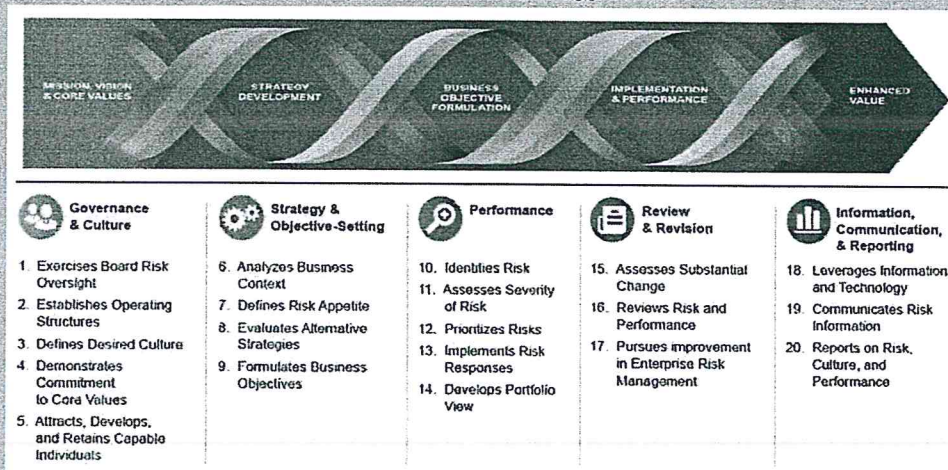 MISSION, VISION
& CORE VALUES
STRATEGY
DEVELOPMENT
BUSINESS
OBJECTIVE
FORMULATION
IMPLEMENTATION
& PERFORMANCE
ENHANCED
VALUE
Governance
& Culture
1. Exercises Board Risk
Oversight
2. Establishes Operating
Structures
3. Defines Desired Culture
4. Demonstrates
Commitment
to Core Values
5. Attracts, Develops,
and Retains Capable
Individuals
Strategy &
Objective-Setting
6. Analyzes Business
Context
7. Defines Risk Appetite
8. Evaluates Alternative
Strategies
9. Formulates Business
Objectives
Performance
10. Identifies Risk
11. Assesses Severity
of Risk
12. Prioritizes Risks
13. Implements Risk
Responses
14. Develops Portfolio
View
Review
& Revision
15. Assesses Substantial
Change
16. Reviews Risk and
Performance
17. Pursues improvement
in Enterprise Risk
Management
Information,
Communication,
& Reporting
18. Leverages Information
and Technology
19. Communicates Risk
Information
20. Reports on Risk,
Culture, and
Performance